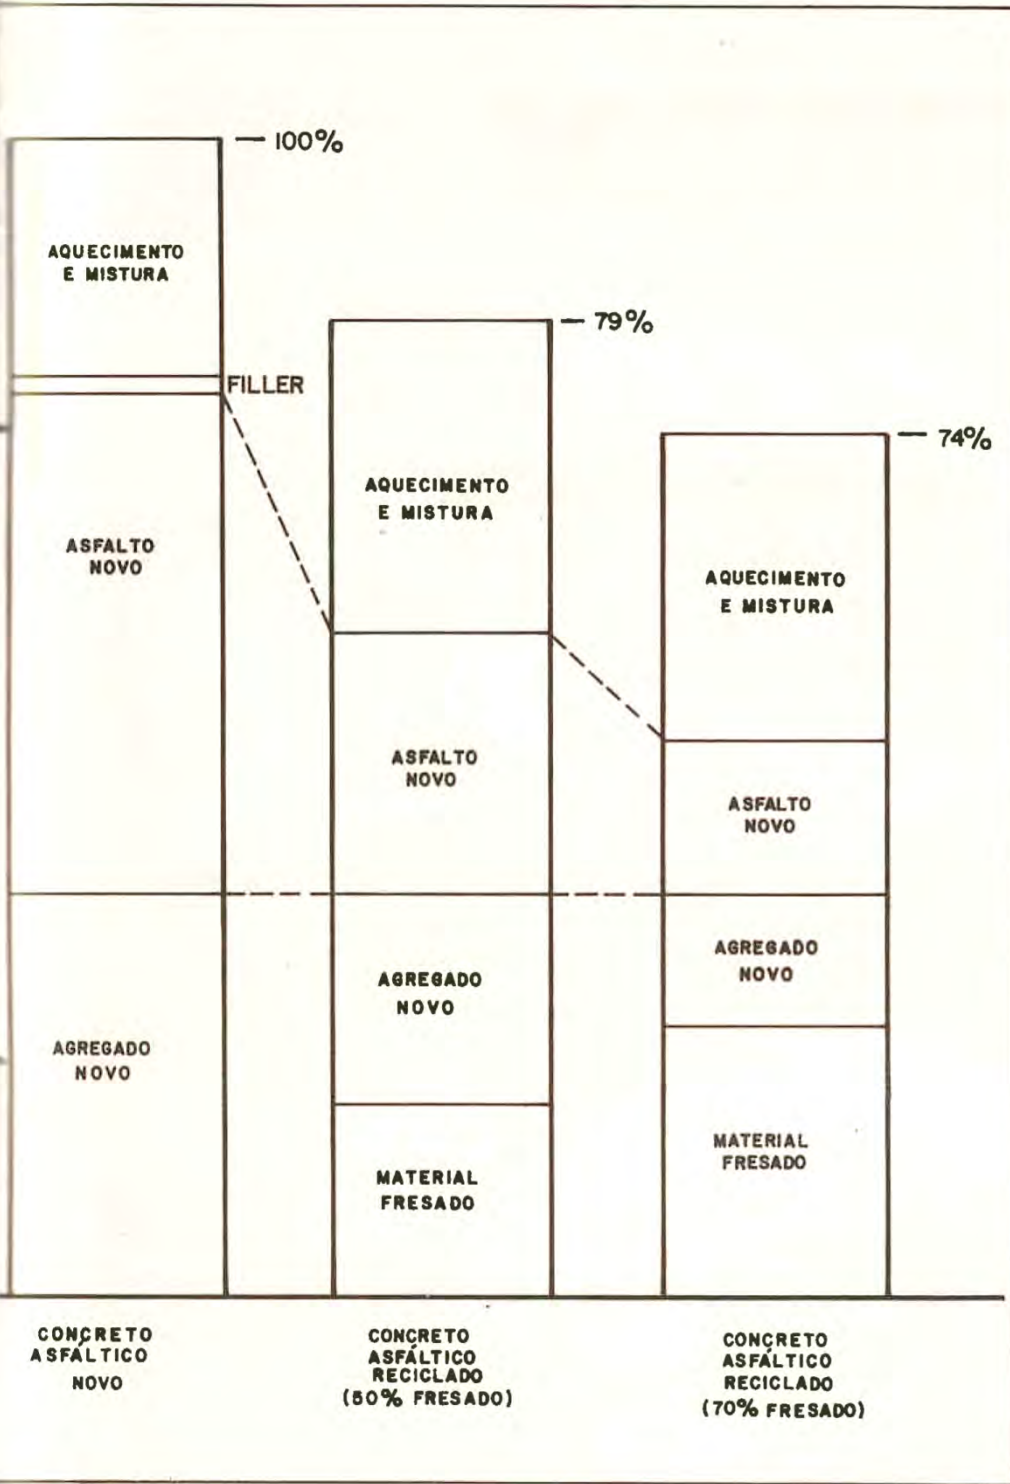 100%
AQUECIMENTO
E MISTURA
FILLER
ASFALTO
NOVO
AGREGADO
NOVO
CONCRETO
ASFÁLTICO
NOVO
79%
AQUECIMENTO
E MISTURA
ASFALTO
NOVO
AGREGADO
NOVO
MATERIAL
FRESADO
CONCRETO
ASFÁLTICO
RECICLADO
(50% FRESADO)
74%
AQUECIMENTO
E MISTURA
ASFALTO
NOVO
AGREGADO
NOVO
MATERIAL
FRESADO
CONCRETO
ASFÁLTICO
RECICLADO
(70% FRESADO)